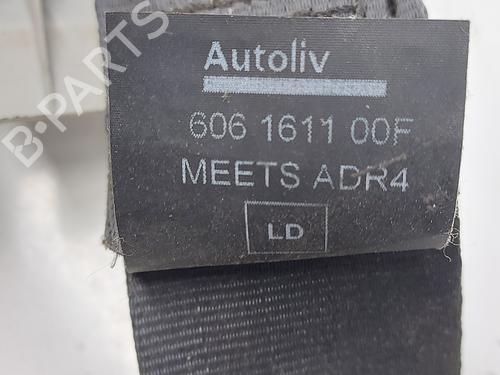 Autoliv
606 1611 00F
MEETS ADR4
LD
B-PARTS